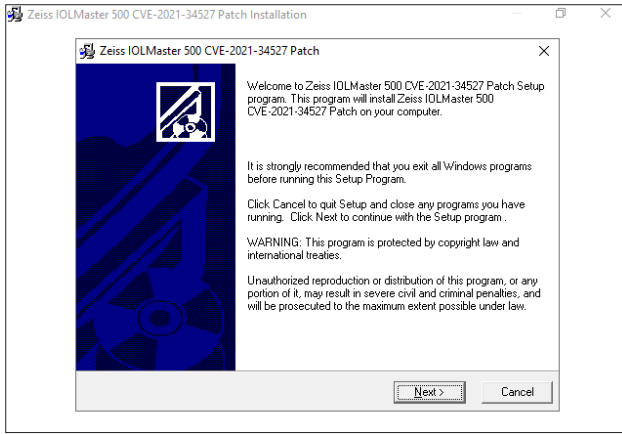 Zeiss IOLMaster 500 CVE-2021-34527 Patch Installation
Zeiss IOLMaster 500 CVE-2021-34527 Patch
Welcome to Zeiss IOLMaster 500 CVE-2021-34527 Patch Setup
program. This program will install Zeiss IOLMaster 500
CVE-2021-34527 Patch on your computer.
It is strongly recommended that you exit all Windows programs
before running this Setup Program.
Click Cancel to quit Setup and close any programs you have
running. Click Next to continue with the Setup program .
WARNING: This program is protected by copyright law and
international treaties.
Unauthorized reproduction or distribution of this program, or any
portion of it, may result in severe civil and criminal penalties, and
will be prosecuted to the maximum extent possible under law.
Next > Cancel